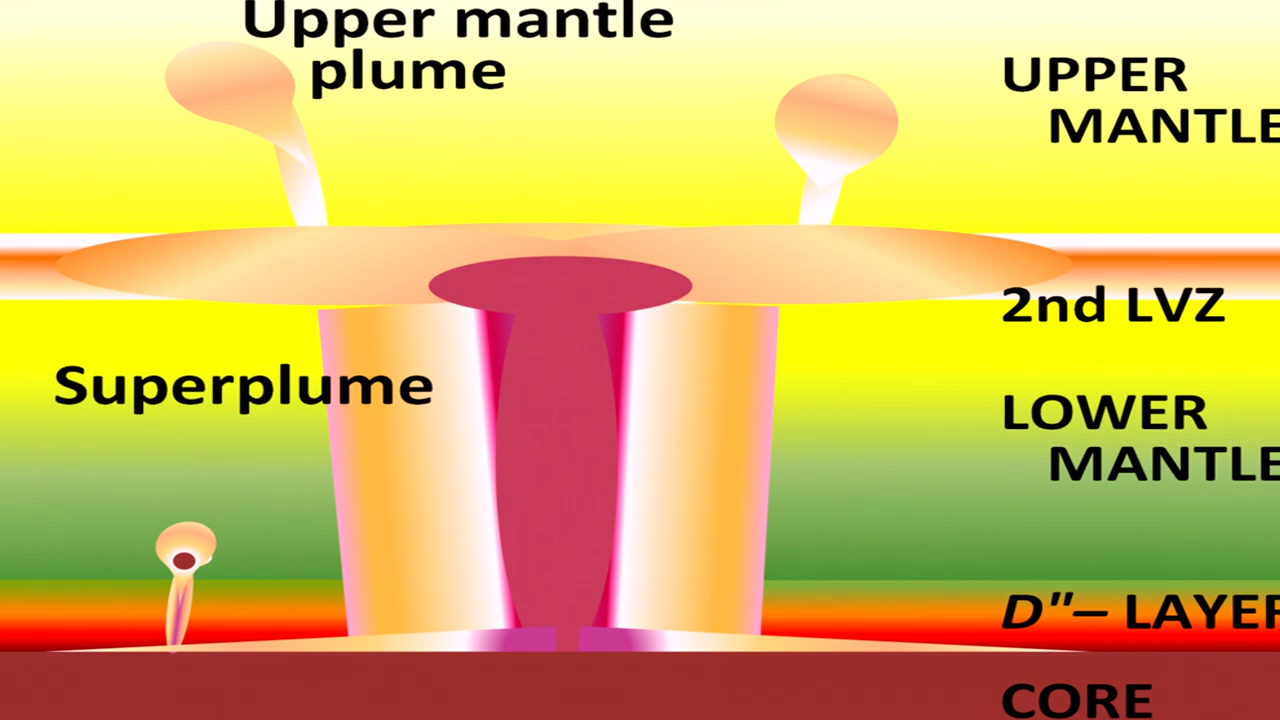 Upper mantle
plume
UPPER
MANTLE
2nd LVZ
Superplume
LOWER
MANTLE
D"– LAYER
CORE